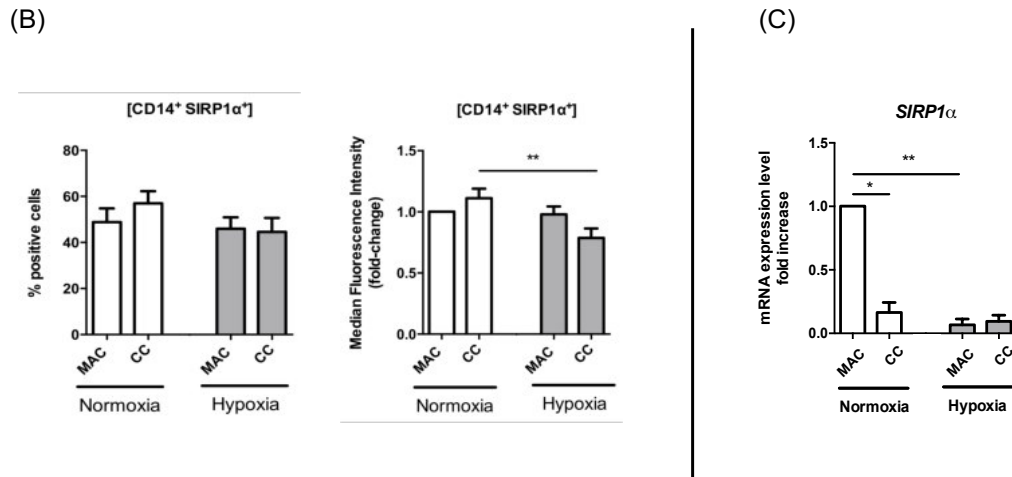 (B)
[CD14⁺ SIRP1α⁺]
% positive cells
80
60
40
20
0
MAC
CC
MAC
CC
Normoxia
Hypoxia
[CD14⁺ SIRP1α⁺]
Median Fluorescence Intensity
(fold-change)
1.5
1.0
0.5
0.0
**
MAC
CC
MAC
CC
Normoxia
Hypoxia
(C)
SIRP1α
mRNA expression level
fold increase
1.5
1.0
0.5
0.0
**
*
MAC
CC
MAC
CC
Normoxia
Hypoxia